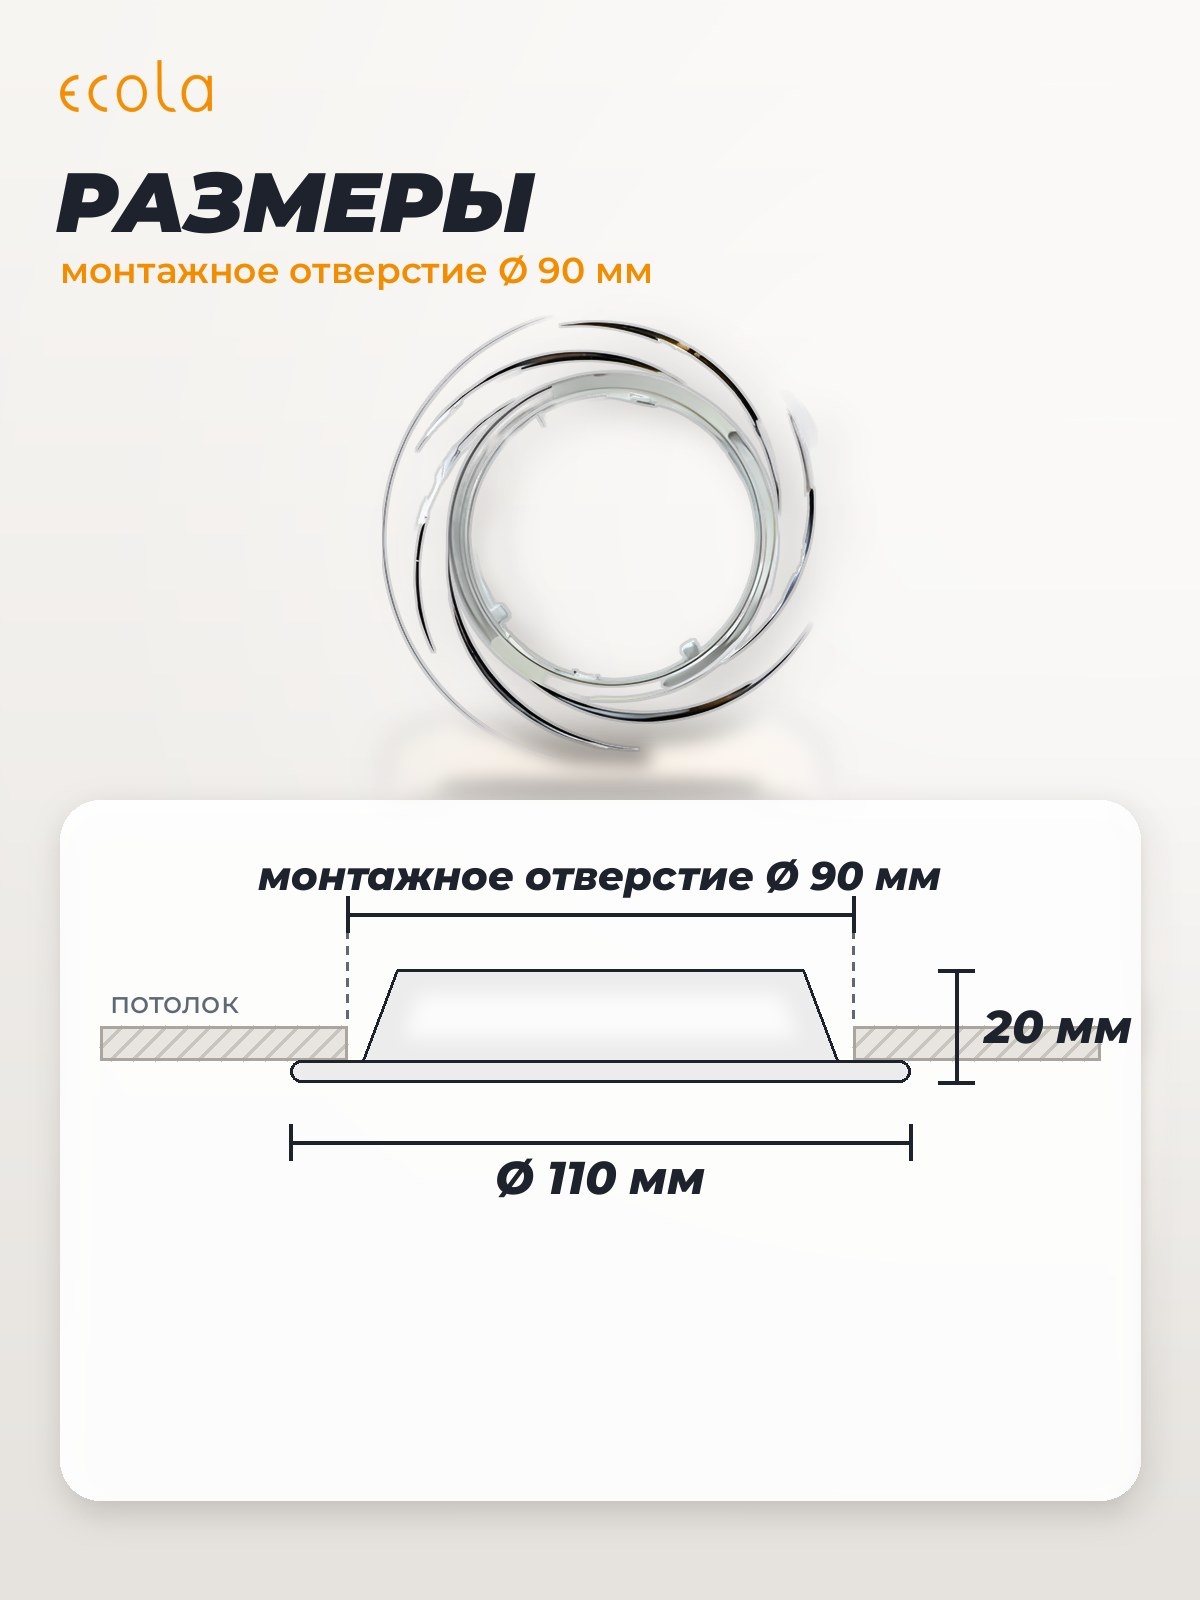 ecola
РАЗМЕРЫ
монтажное отверстие Ø 90 мм
монтажное отверстие Ø 90 мм
потолок
20 мм
Ø 110 мм